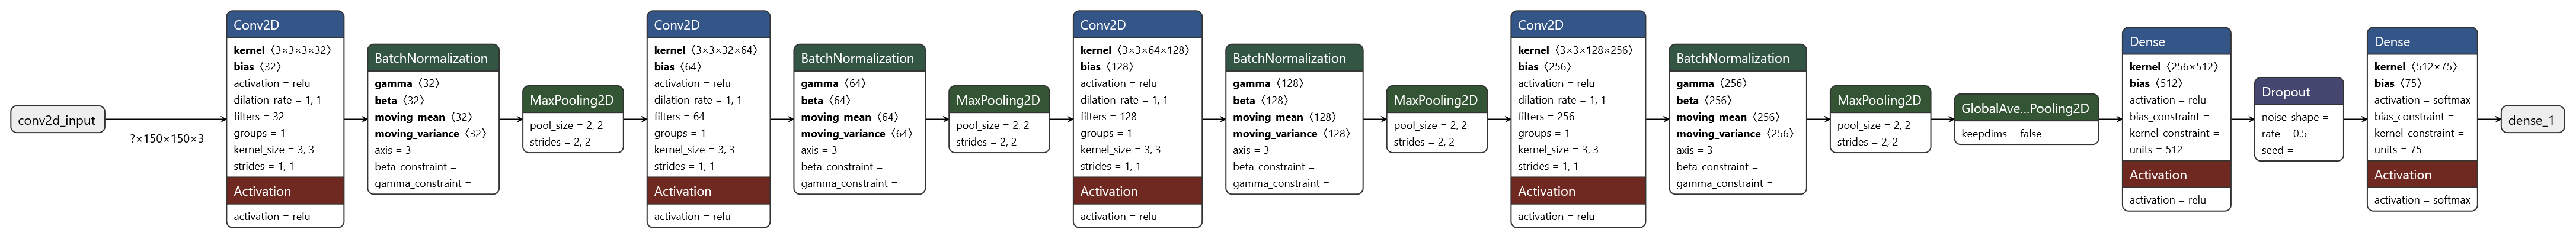 conv2d_input
?×150×150×3
Conv2D
kernel 〈3×3×3×32〉
bias 〈32〉
activation = relu
dilation_rate = 1, 1
filters = 32
groups = 1
kernel_size = 3, 3
strides = 1, 1
Activation
activation = relu
BatchNormalization
gamma 〈32〉
beta 〈32〉
moving_mean 〈32〉
moving_variance 〈32〉
axis = 3
beta_constraint =
gamma_constraint =
MaxPooling2D
pool_size = 2, 2
strides = 2, 2
Conv2D
kernel 〈3×3×32×64〉
bias 〈64〉
activation = relu
dilation_rate = 1, 1
filters = 64
groups = 1
kernel_size = 3, 3
strides = 1, 1
Activation
activation = relu
BatchNormalization
gamma 〈64〉
beta 〈64〉
moving_mean 〈64〉
moving_variance 〈64〉
axis = 3
beta_constraint =
gamma_constraint =
MaxPooling2D
pool_size = 2, 2
strides = 2, 2
Conv2D
kernel 〈3×3×64×128〉
bias 〈128〉
activation = relu
dilation_rate = 1, 1
filters = 128
groups = 1
kernel_size = 3, 3
strides = 1, 1
Activation
activation = relu
BatchNormalization
gamma 〈128〉
beta 〈128〉
moving_mean 〈128〉
moving_variance 〈128〉
axis = 3
beta_constraint =
gamma_constraint =
MaxPooling2D
pool_size = 2, 2
strides = 2, 2
Conv2D
kernel 〈3×3×128×256〉
bias 〈256〉
activation = relu
dilation_rate = 1, 1
filters = 256
groups = 1
kernel_size = 3, 3
strides = 1, 1
Activation
activation = relu
BatchNormalization
gamma 〈256〉
beta 〈256〉
moving_mean 〈256〉
moving_variance 〈256〉
axis = 3
beta_constraint =
gamma_constraint =
MaxPooling2D
pool_size = 2, 2
strides = 2, 2
GlobalAve…Pooling2D
keepdims = false
Dense
kernel 〈256×512〉
bias 〈512〉
activation = relu
bias_constraint =
kernel_constraint =
units = 512
Activation
activation = relu
Dropout
noise_shape =
rate = 0.5
seed =
Dense
kernel 〈512×75〉
bias 〈75〉
activation = softmax
bias_constraint =
kernel_constraint =
units = 75
Activation
activation = softmax
dense_1